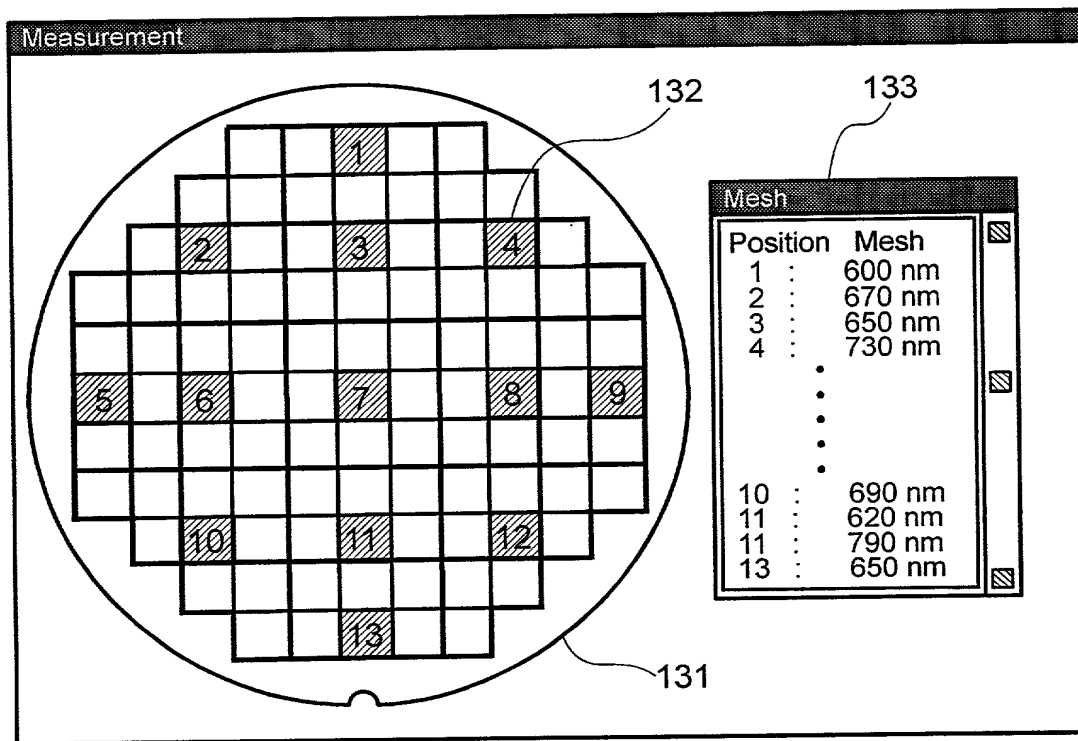 Measurement
132
133
1
2
3
4
5
6
7
8
9
10
11
12
13
131
Mesh
Position Mesh
1 : 600 nm
2 : 670 nm
3 : 650 nm
4 : 730 nm
10 : 690 nm
11 : 620 nm
11 : 790 nm
13 : 650 nm